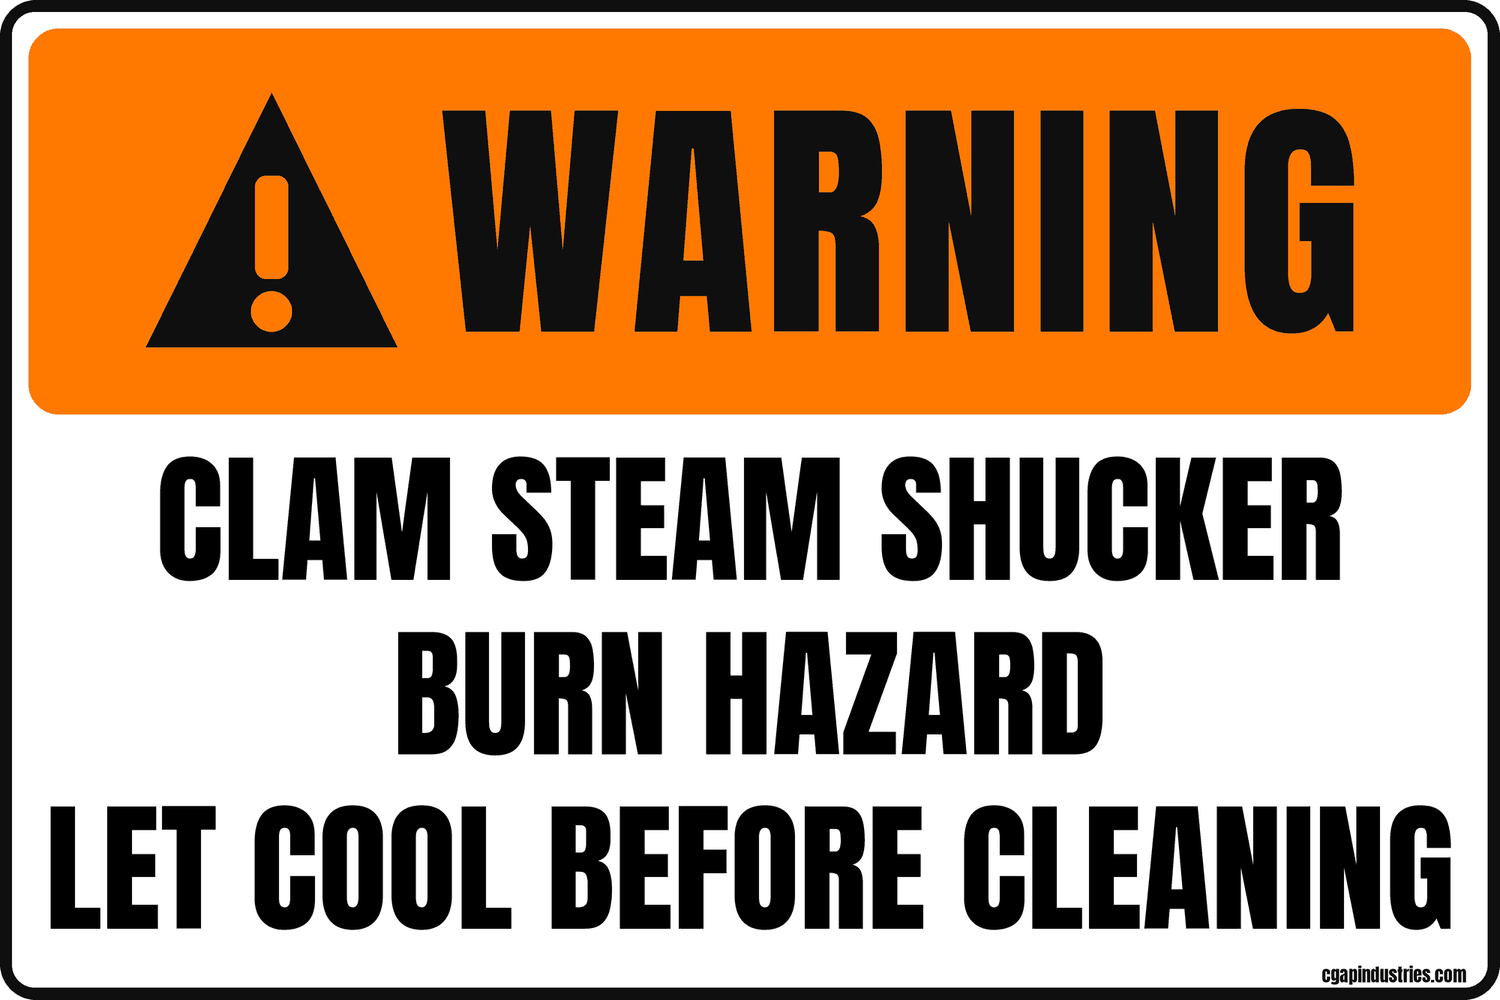 WARNING
CLAM STEAM SHUCKER
BURN HAZARD
LET COOL BEFORE CLEANING
cgapindustries.com